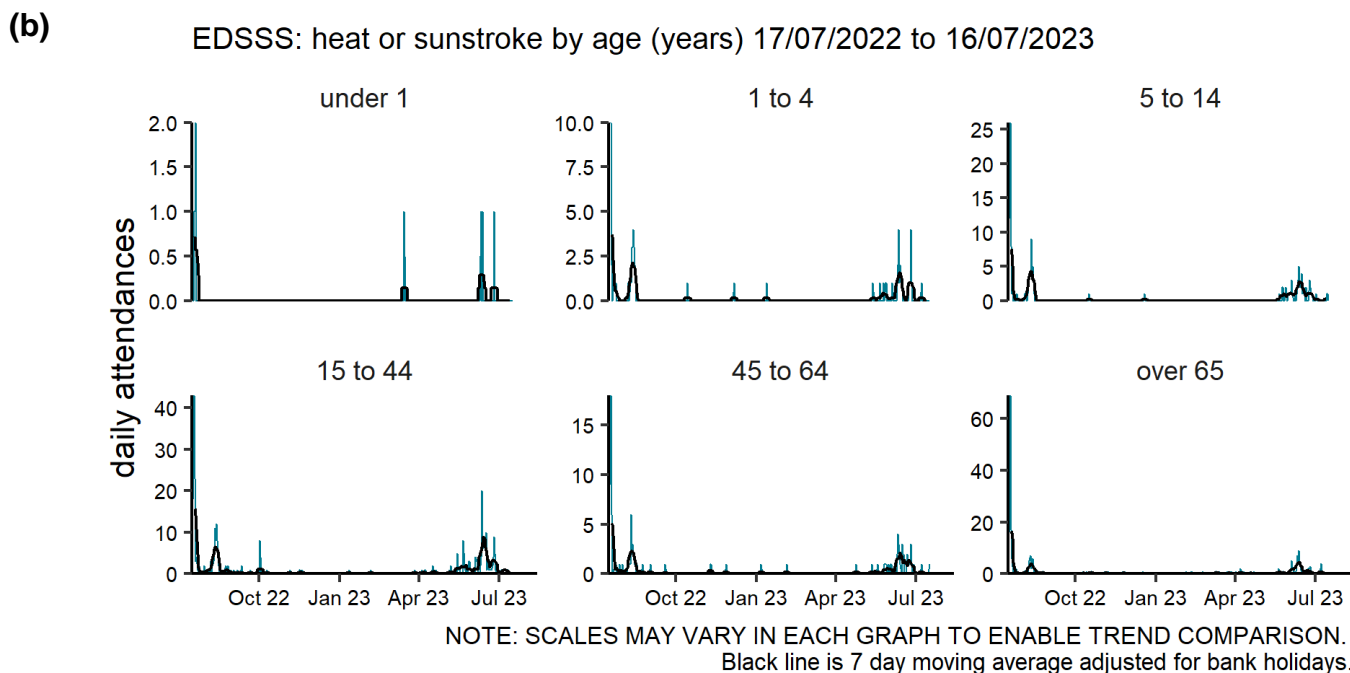 (b)
EDSSS: heat or sunstroke by age (years) 17/07/2022 to 16/07/2023
under 1
1 to 4
5 to 14
2.0
1.5
1.0
0.5
0.0
10.0
7.5
5.0
2.5
0.0
25
20
15
10
5
0
daily attendances
15 to 44
45 to 64
over 65
40
30
20
10
0
15
10
5
0
60
40
20
0
Oct 22 Jan 23 Apr 23 Jul 23
Oct 22 Jan 23 Apr 23 Jul 23
Oct 22 Jan 23 Apr 23 Jul 23
NOTE: SCALES MAY VARY IN EACH GRAPH TO ENABLE TREND COMPARISON.
Black line is 7 day moving average adjusted for bank holidays.